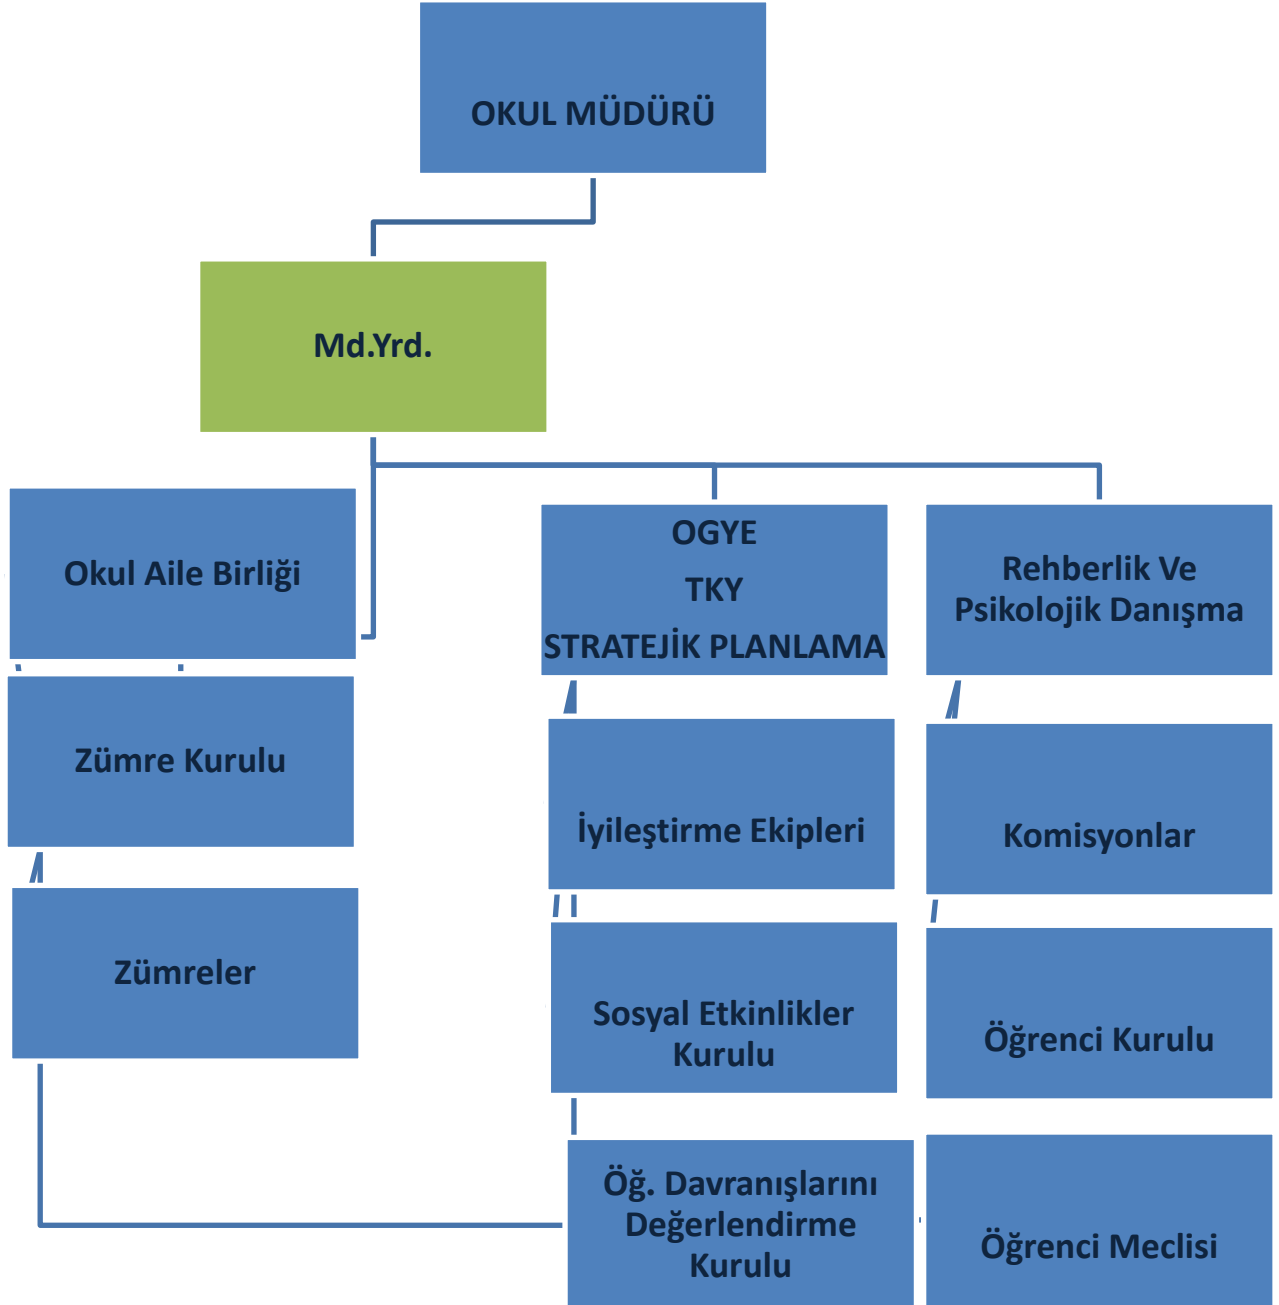 OKUL MÜDÜRÜ
Md.Yrd.
Okul Aile Birliği
OGYE
TKY
STRATEJİK PLANLAMA
Rehberlik Ve
Psikolojik Danışma
Zümre Kurulu
İyileştirme Ekipleri
Komisyonlar
Zümreler
Sosyal Etkinlikler
Kurulu
Öğrenci Kurulu
Öğ. Davranışlarını
Değerlendirme
Kurulu
Öğrenci Meclisi